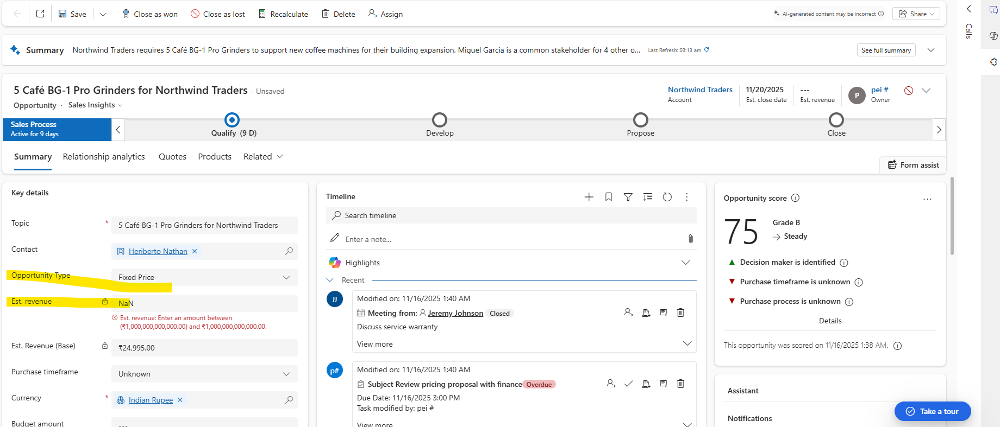 Save
Close as won
Close as lost
Recalculate
Delete
Assign
AI-generated content may be incorrect
Share
Calls
Summary
Northwind Traders requires 5 Café BG-1 Pro Grinders to support new coffee machines for their building expansion. Miguel Garcia is a common stakeholder for 4 other o...
Last Refresh: 03:13 am
See full summary
5 Café BG-1 Pro Grinders for Northwind Traders - Unsaved
Opportunity · Sales Insights
Northwind Traders
Account
11/20/2025
Est. close date
---
Est. revenue
P
pei #
Owner
Sales Process
Active for 9 days
Qualify (9 D)
Develop
Propose
Close
Summary
Relationship analytics
Quotes
Products
Related
Form assist
Key details
Topic *
5 Café BG-1 Pro Grinders for Northwind Traders
Contact
Heriberto Nathan
Opportunity Type
Fixed Price
Est. revenue
NaN
Est. revenue: Enter an amount between
(₹1,000,000,000,000.00) and ₹1,000,000,000,000.00.
Est. Revenue (Base)
₹24,995.00
Purchase timeframe
Unknown
Currency *
Indian Rupee
Budget amount
---
Timeline
Search timeline
Enter a note...
Highlights
Recent
JJ
Modified on: 11/16/2025 1:40 AM
Meeting from: Jeremy Johnson Closed
Discuss service warranty
View more
p#
Modified on: 11/16/2025 1:40 AM
Subject Review pricing proposal with finance Overdue
Due Date: 11/16/2025 3:00 PM
Task modified by: pei #
View more
Opportunity score
75
Grade B
Steady
Decision maker is identified
Purchase timeframe is unknown
Purchase process is unknown
Details
This opportunity was scored on 11/16/2025 1:38 AM.
Assistant
Notifications
Take a tour